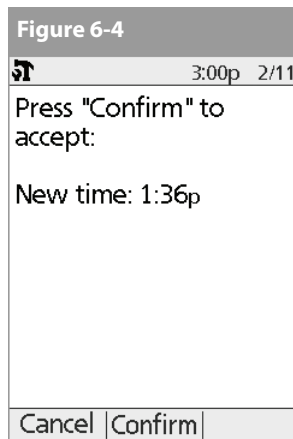 Figure 6-4
3:00p 2/11
Press "Confirm" to
accept:
New time: 1:36p
Cancel Confirm